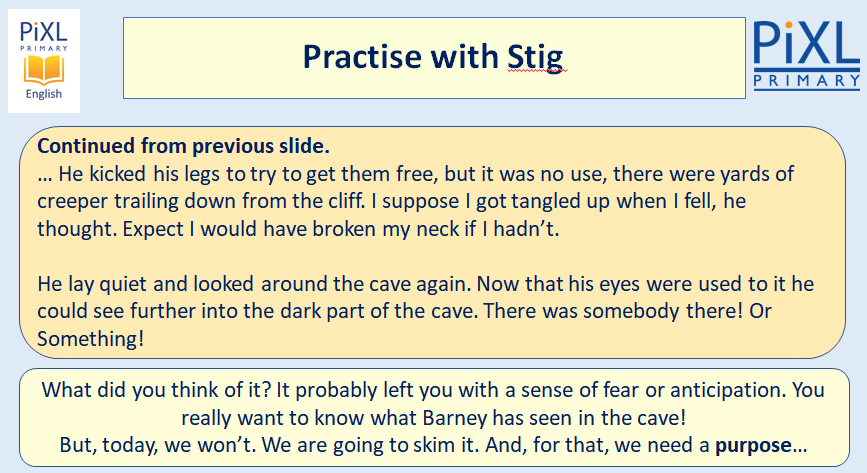 PiXL
PRIMARY
English
Practise with Stig
PiXL
PRIMARY
Continued from previous slide.
… He kicked his legs to try to get them free, but it was no use, there were yards of
creeper trailing down from the cliff. I suppose I got tangled up when I fell, he
thought. Expect I would have broken my neck if I hadn’t.
He lay quiet and looked around the cave again. Now that his eyes were used to it he
could see further into the dark part of the cave. There was somebody there! Or
Something!
What did you think of it? It probably left you with a sense of fear or anticipation. You
really want to know what Barney has seen in the cave!
But, today, we won’t. We are going to skim it. And, for that, we need a purpose…